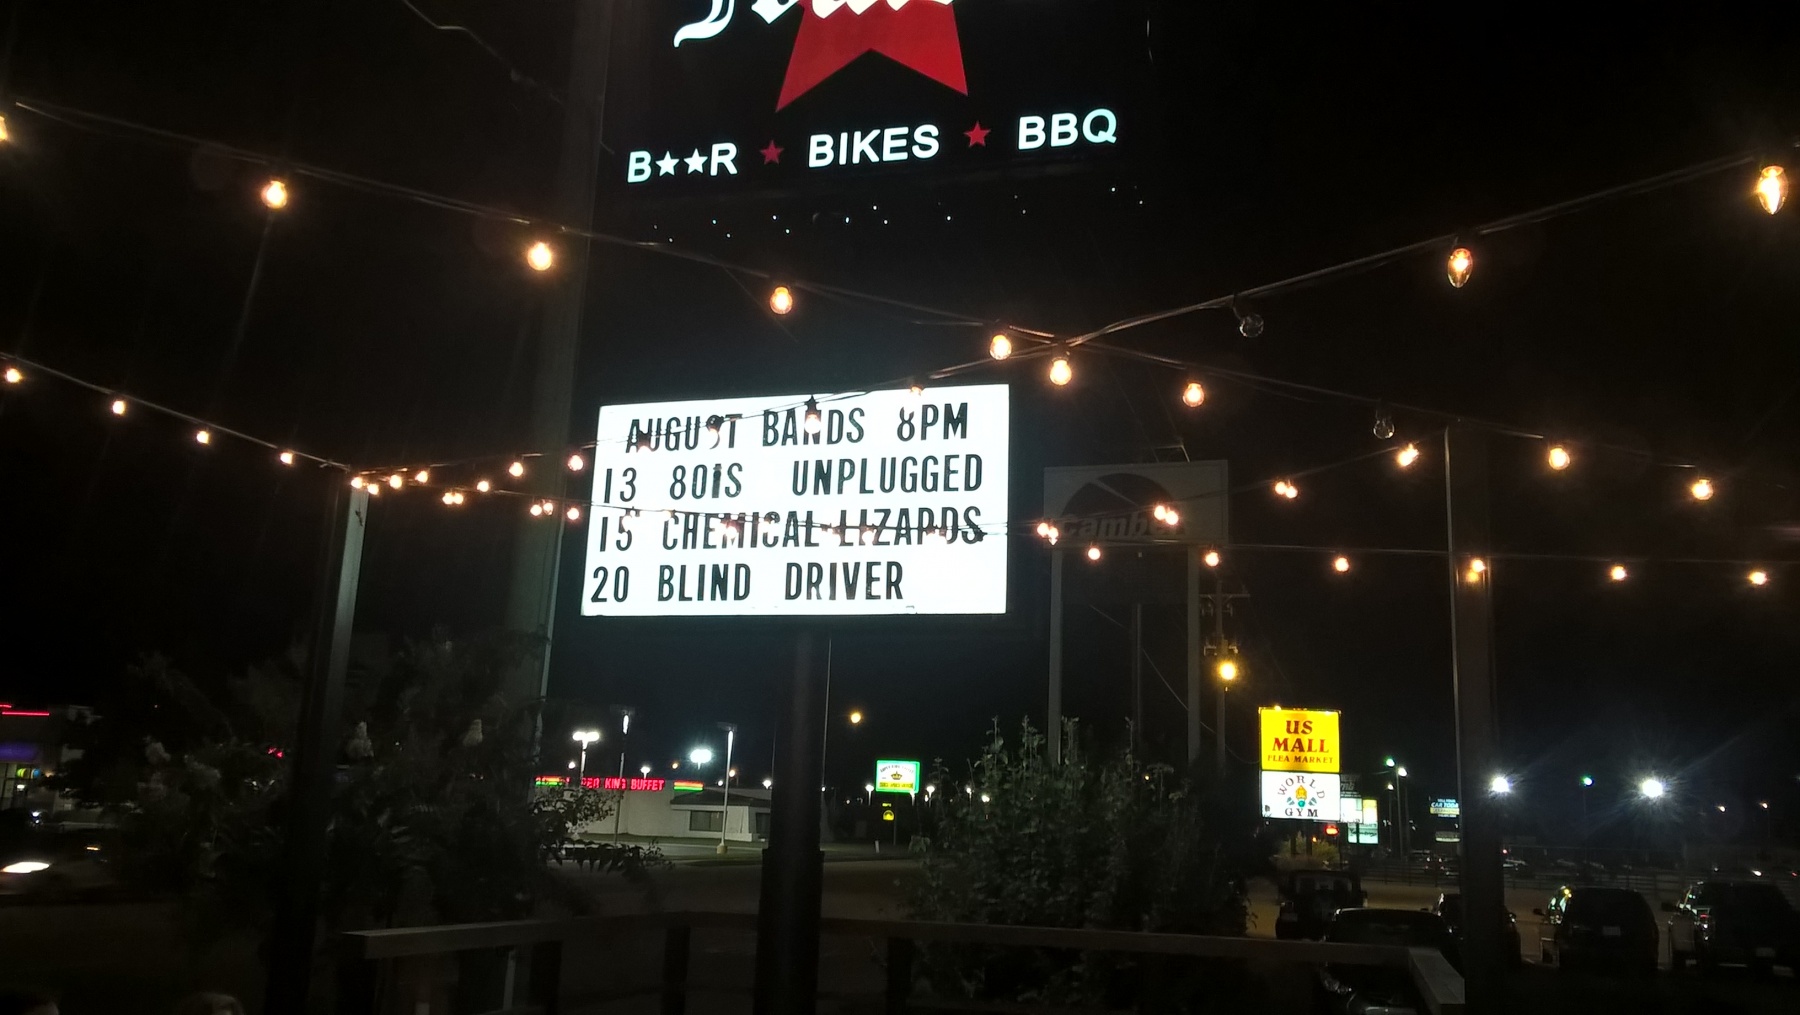 B★★R ★ BIKES ★ BBQ
AUGUST BANDS 8PM
13 80IS UNPLUGGED
15 CHEMICAL LIZARDS
20 BLIND DRIVER
KING BUFFET
US
MALL
FLEA MARKET
WORLD
GYM